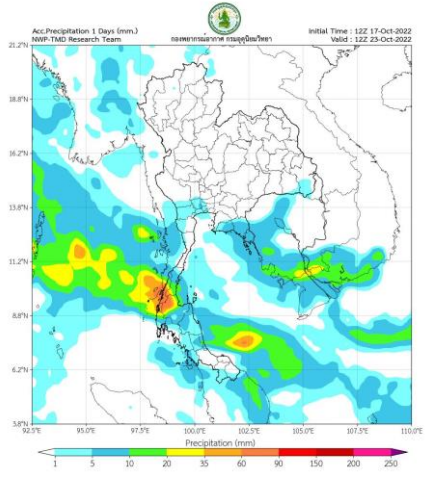 Acc.Precipitation 1 Days (mm.)
NWP-TMD Research Team
กองพยากรณ์อากาศ กรมอุตุนิยมวิทยา
Initial Time : 12Z 17-Oct-2022
Valid : 12Z 23-Oct-2022
21.2°N
18.8°N
16.2°N
13.6°N
11.2°N
8.8°N
6.2°N
3.8°N
92.5°E 95.0°E 97.5°E 100.0°E 102.5°E 105.0°E 107.5°E 110.0°E
Precipitation (mm)
1 5 10 20 35 60 90 150 200 250